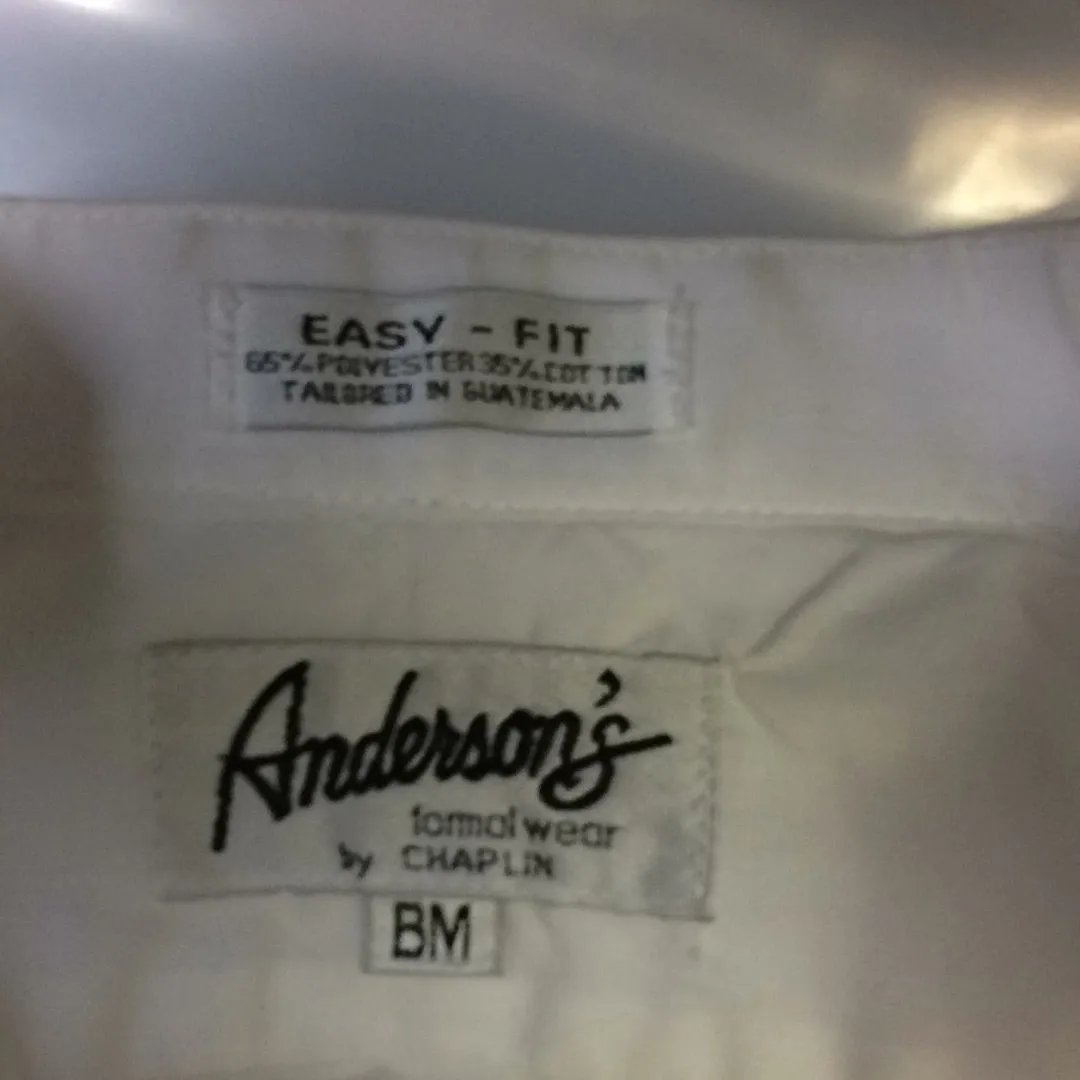 EASY - FIT
65% POLYESTER 35% COTTON
TAILORED IN GUATEMALA
Anderson's
formal wear
by CHAPLIN
BM